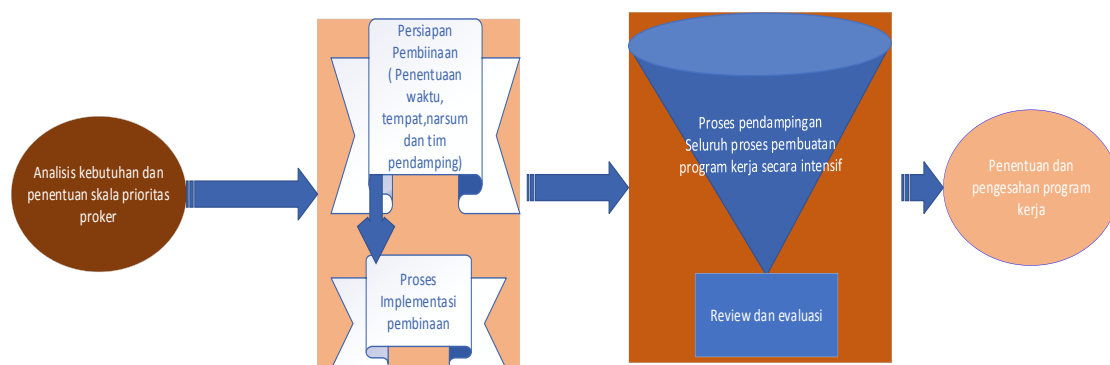 Analisis kebutuhan dan
penentuan skala prioritas
proker
Persiapan
Pembiinaan
( Penentuaan
waktu,
tempat,narsum
dan tim
pendamping)
Proses
Implementasi
pembinaan
Proses pendampingan
Seluruh proses pembuatan
program kerja secara intensif
Review dan evaluasi
Penentuan dan
pengesahan program
kerja